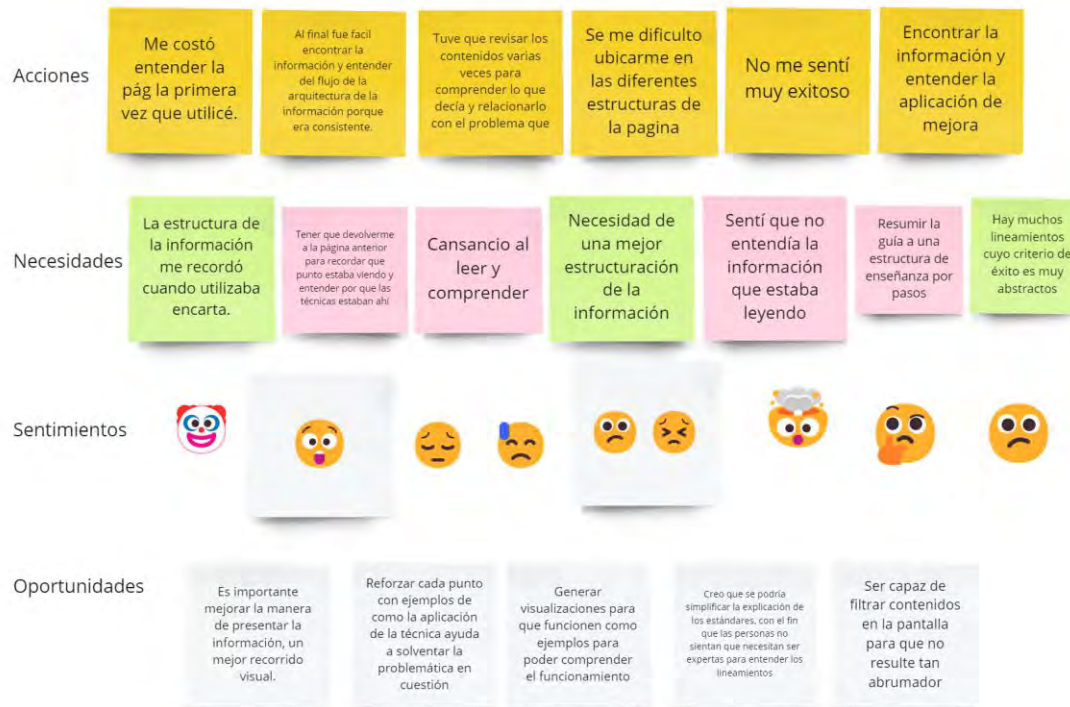 Acciones
Me costó
entender la
pág la primera
vez que utilicé.
Al final fue facil
encontrar la
información y entender
del flujo de la
arquitectura de la
información porque
era consistente.
Tuve que revisar los
contenidos varias
veces para
comprender lo que
decía y relacionarlo
con el problema que
Se me dificulto
ubicarme en
las diferentes
estructuras de
la pagina
No me sentí
muy exitoso
Encontrar la
información y
entender la
aplicación de
mejora
Necesidades
La estructura de
la información
me recordó
cuando utilizaba
encarta.
Tener que devolverme
a la página anterior
para recordar que
punto estaba viendo y
entender por que las
técnicas estaban ahí
Cansancio al
leer y
comprender
Necesidad de
una mejor
estructuración
de la
información
Sentí que no
entendía la
información
que estaba
leyendo
Resumir la
guía a una
estructura de
enseñanza por
pasos
Hay muchos
lineamientos
cuyo criterio de
éxito es muy
abstractos
Sentimientos
Oportunidades
Es importante
mejorar la manera
de presentar la
información, un
mejor recorrido
visual.
Reforzar cada punto
con ejemplos de
como la aplicación
de la técnica ayuda
a solventar la
problemática en
cuestión
Generar
visualizaciones para
que funcionen como
ejemplos para
poder comprender
el funcionamiento
Creo que se podría
simplificar la explicación de
los estándares, con el fin
que las personas no
sientan que necesitan ser
expertas para entender los
lineamientos
Ser capaz de
filtrar contenidos
en la pantalla
para que no
resulte tan
abrumador